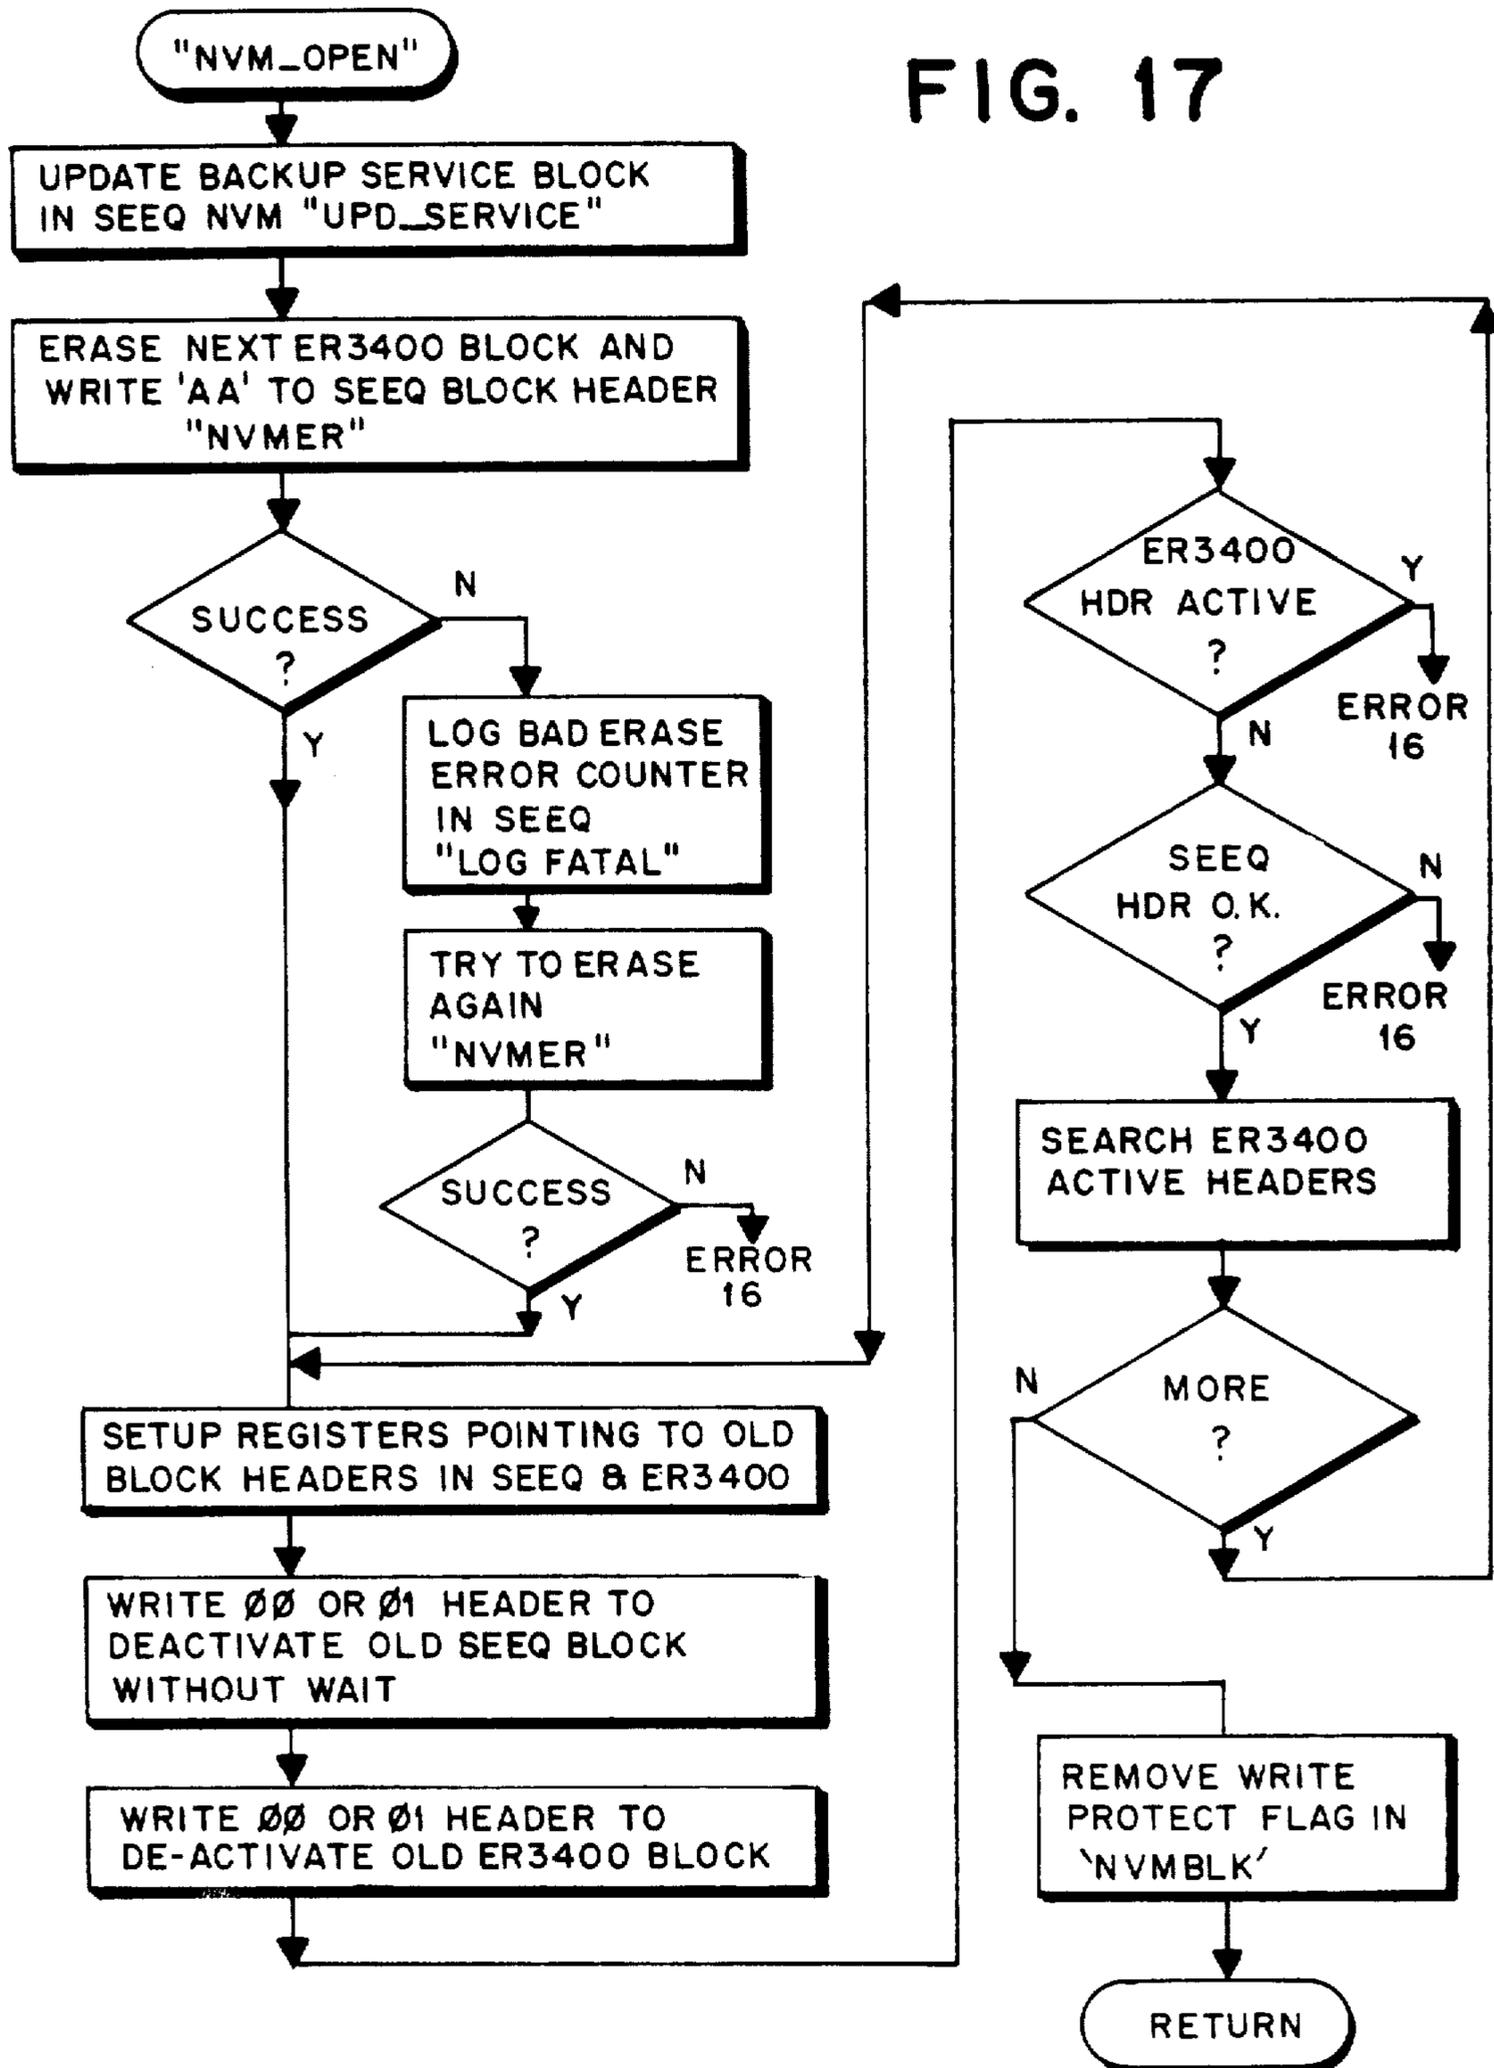 "NVM_OPEN"
FIG. 17
UPDATE BACKUP SERVICE BLOCK
IN SEEQ NVM "UPD_SERVICE"
ERASE NEXT ER3400 BLOCK AND
WRITE 'AA' TO SEEQ BLOCK HEADER
"NVMER"
SUCCESS
?
N
Y
LOG BAD ERASE
ERROR COUNTER
IN SEEQ
"LOG FATAL"
TRY TO ERASE
AGAIN
"NVMER"
SUCCESS
?
N
ERROR
16
Y
SETUP REGISTERS POINTING TO OLD
BLOCK HEADERS IN SEEQ & ER3400
WRITE ØØ OR Ø1 HEADER TO
DEACTIVATE OLD SEEQ BLOCK
WITHOUT WAIT
WRITE ØØ OR Ø1 HEADER TO
DE-ACTIVATE OLD ER3400 BLOCK
ER3400
HDR ACTIVE
?
Y
ERROR
16
N
SEEQ
HDR O.K.
?
N
ERROR
16
Y
SEARCH ER3400
ACTIVE HEADERS
MORE
?
N
Y
REMOVE WRITE
PROTECT FLAG IN
'NVMBLK'
RETURN